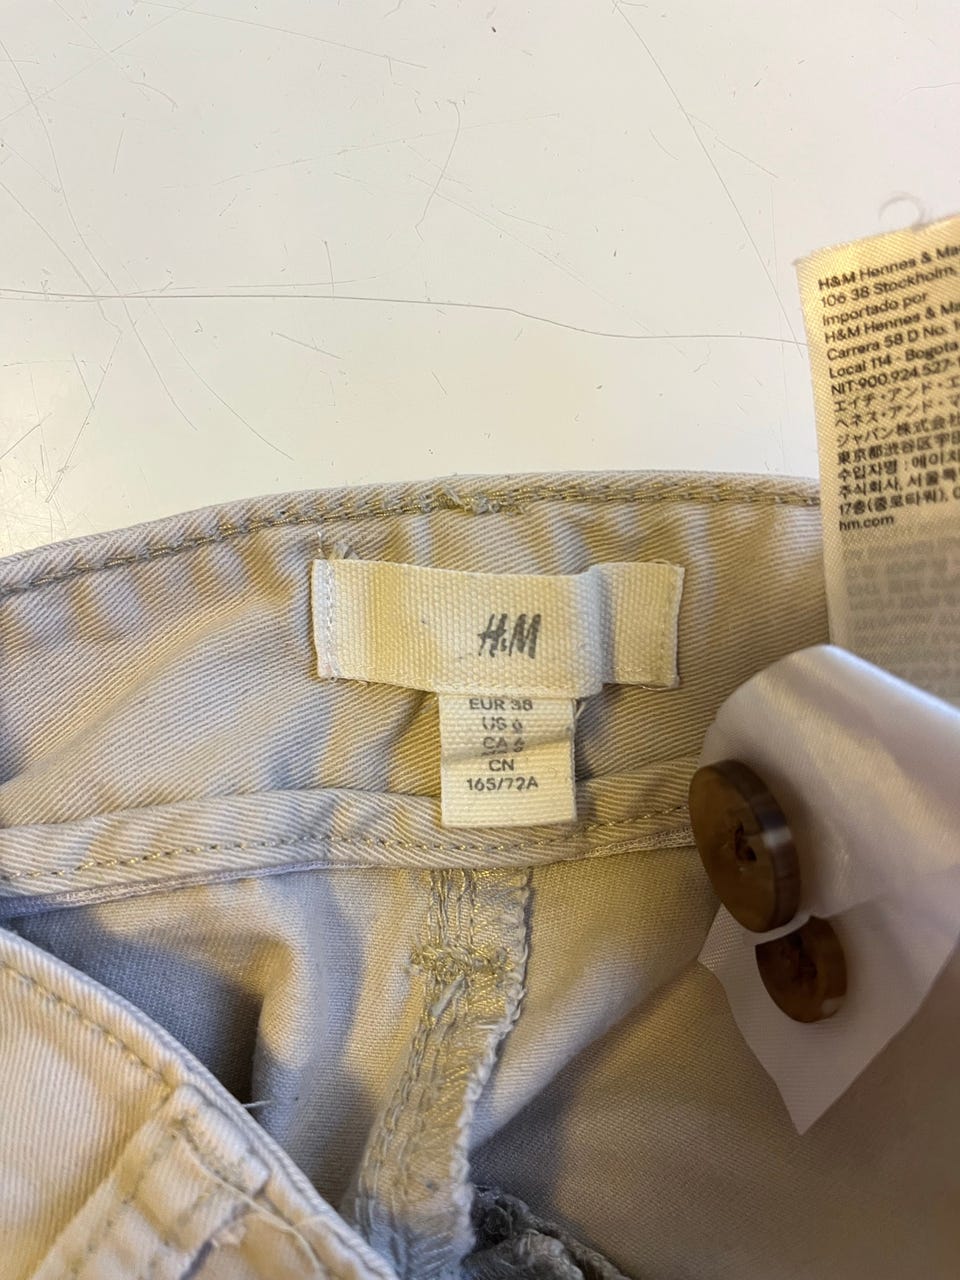 H&M
EUR 38
US 6
CA 6
CN
165/72A
H&M Hennes & Ma
106 38 Stockholm,
Importado por
H&M Hennes & Ma
Carrera 58 D No. 1
Local 114 - Bogota
NIT:900.924.527-1
エイチ・アンド・エ
ヘネス・アンド・マ
ジャパン株式会社
東京都渋谷区宇田
수입자명 : 에이치
주식회사, 서울특
17층(종로타워),
hm.com